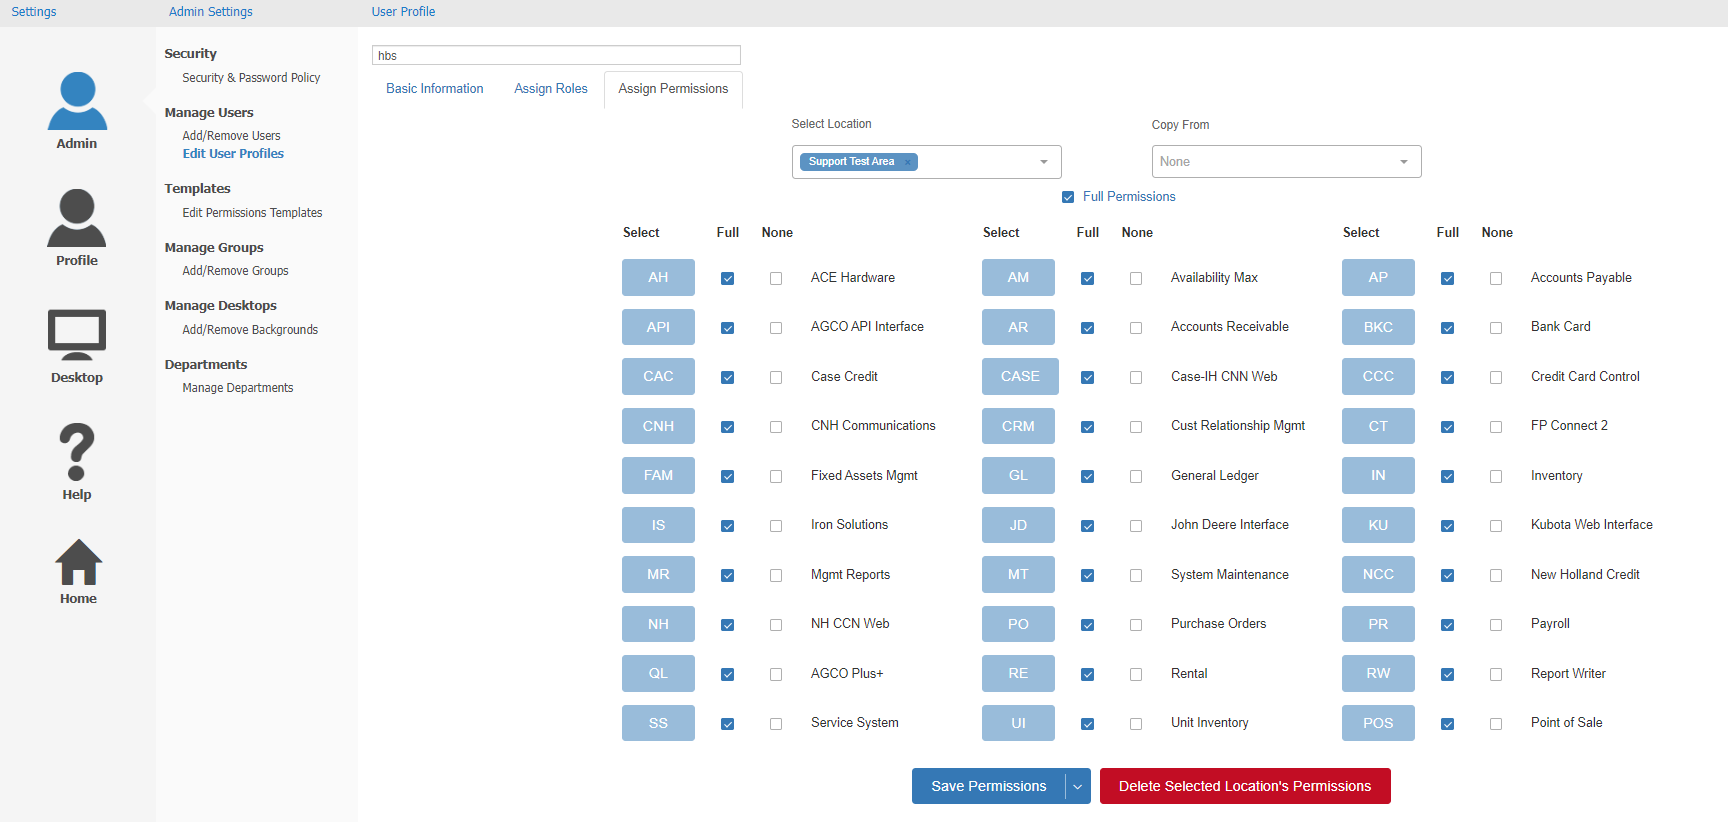 Settings
Admin Settings
User Profile
Admin
Profile
Desktop
Help
Home
Security
Security & Password Policy
Manage Users
Add/Remove Users
Edit User Profiles
Templates
Edit Permissions Templates
Manage Groups
Add/Remove Groups
Manage Desktops
Add/Remove Backgrounds
Departments
Manage Departments
hbs
Basic Information
Assign Roles
Assign Permissions
Select Location
Copy From
Support Test Area ×
None
Full Permissions
Select Full None Select Full None Select Full None
AH ACE Hardware AM Availability Max AP Accounts Payable
API AGCO API Interface AR Accounts Receivable BKC Bank Card
CAC Case Credit CASE Case-IH CNN Web CCC Credit Card Control
CNH CNH Communications CRM Cust Relationship Mgmt CT FP Connect 2
FAM Fixed Assets Mgmt GL General Ledger IN Inventory
IS Iron Solutions JD John Deere Interface KU Kubota Web Interface
MR Mgmt Reports MT System Maintenance NCC New Holland Credit
NH NH CCN Web PO Purchase Orders PR Payroll
QL AGCO Plus+ RE Rental RW Report Writer
SS Service System UI Unit Inventory POS Point of Sale
Save Permissions
Delete Selected Location's Permissions